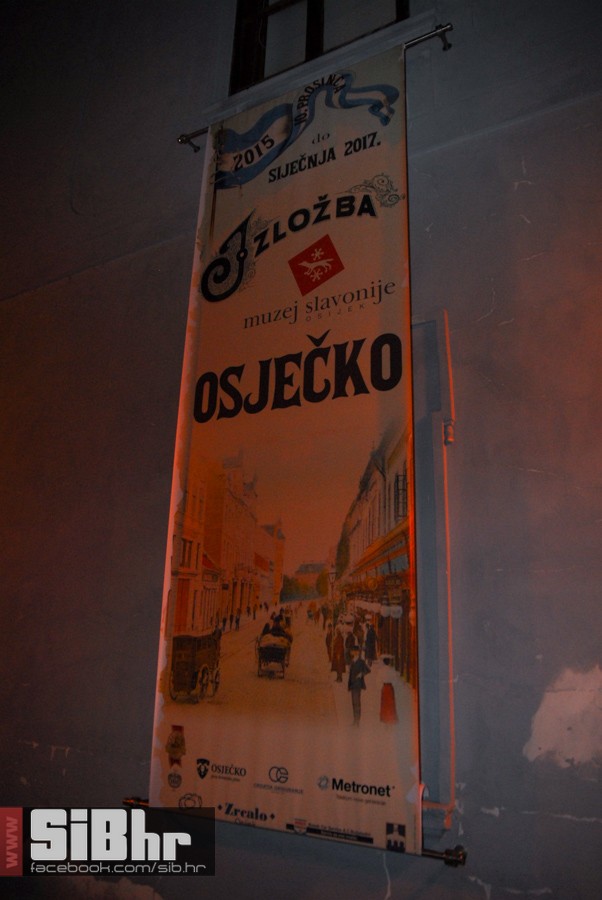 10. PROSINCA
2015
do
SIJEČNJA 2017.
IZLOŽBA
muzej slavonije
OSIJEK
OSJEČKO
OSJEČKO
Metronet
• Zrcalo •
www
SiBhr
facebook.com/sib.hr